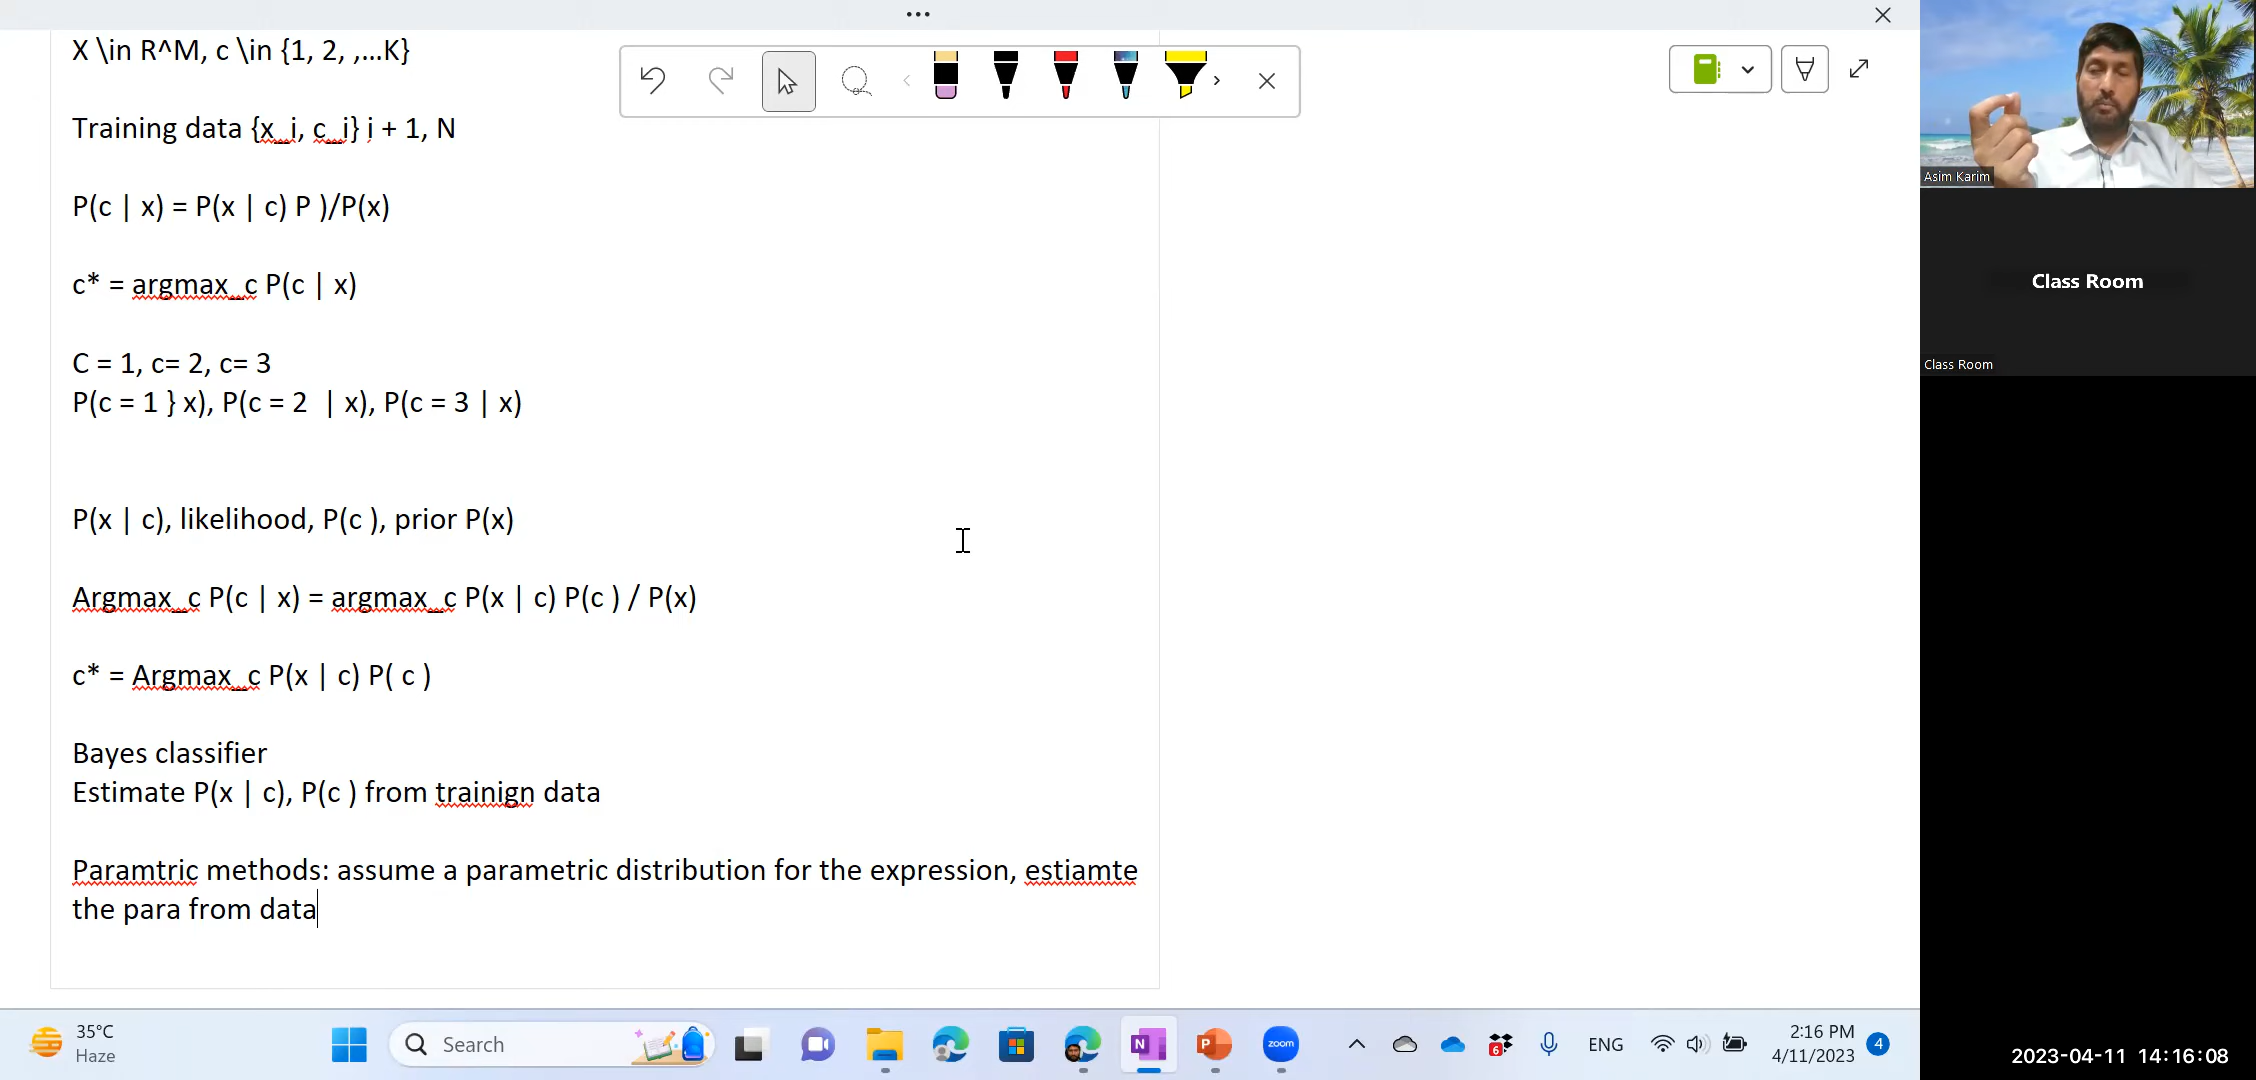 X \in R^M, c \in {1, 2, ,...K}
Training data {x_i, c_i} i + 1, N
P(c | x) = P(x | c) P )/P(x)
c* = argmax_c P(c | x)
C = 1, c= 2, c= 3
P(c = 1 } x), P(c = 2  | x), P(c = 3 | x)
P(x | c), likelihood, P(c ), prior P(x)
Argmax_c P(c | x) = argmax_c P(x | c) P(c ) / P(x)
c* = Argmax_c P(x | c) P( c )
Bayes classifier
Estimate P(x | c), P(c ) from trainign data
Paramtric methods: assume a parametric distribution for the expression, estiamte
the para from data
Asim Karim
Class Room
Class Room
35°C
Haze
Search
N
P
zoom
6
ENG
2:16 PM
4/11/2023
4
2023-04-11 14:16:08